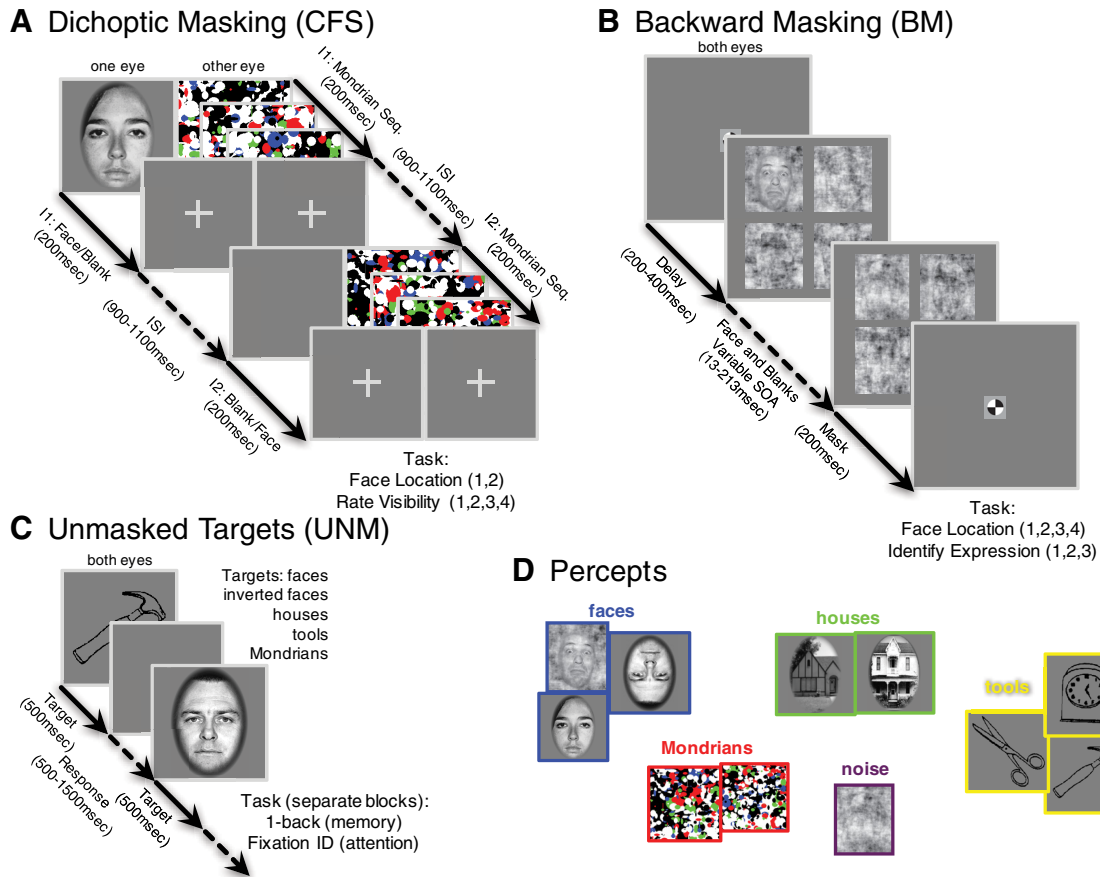 A Dichoptic Masking (CFS)
one eye
other eye
I1: Mondrian Seq.
(200msec)
ISI
(900-1100msec)
I2: Mondrian Seq.
(200msec)
I1: Face/Blank
(200msec)
ISI
(900-1100msec)
I2: Blank/Face
(200msec)
Task:
Face Location (1,2)
Rate Visibility (1,2,3,4)
B Backward Masking (BM)
both eyes
Delay
(200-400msec)
Face and Blanks
Variable SOA
(13-213msec)
Mask
(200msec)
Task:
Face Location (1,2,3,4)
Identify Expression (1,2,3)
C Unmasked Targets (UNM)
both eyes
Targets: faces
inverted faces
houses
tools
Mondrians
Target
(500msec)
Response
(500-1500msec)
Target
(500msec)
Task (separate blocks):
1-back (memory)
Fixation ID (attention)
D Percepts
faces
houses
tools
Mondrians
noise